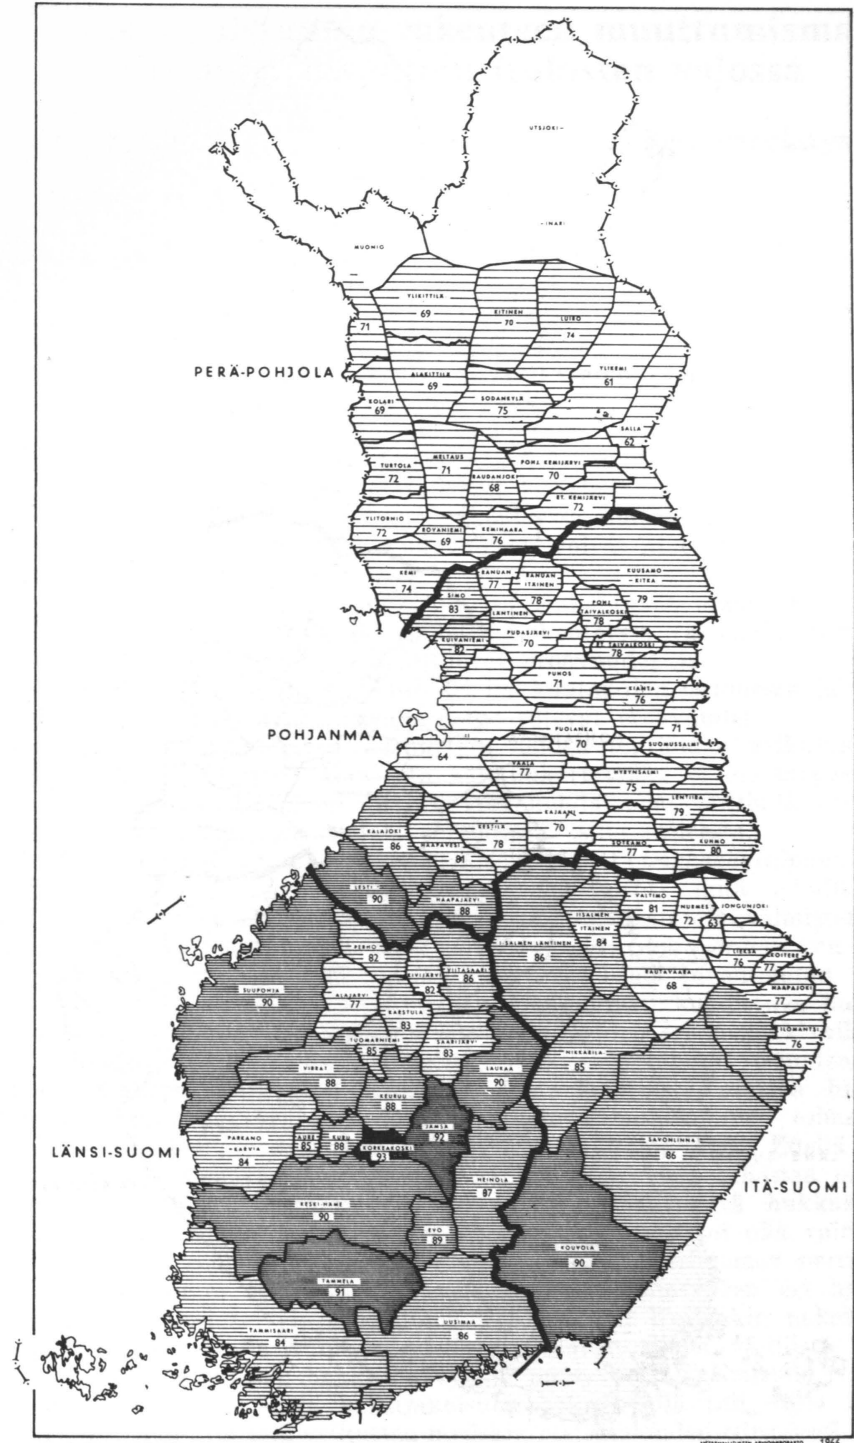 UTSJOKI
INARI
MUONIO
YLIKITTILÄ
69
KITINEN
70
LUIRO
74
71
PERÄ-POHJOLA
ALAKITTILÄ
69
YLIKEMI
61
KOLARI
69
SODANKYLÄ
75
SALLA
62
TURTOLA
72
MELTAUS
71
RAUDANJOKI
68
POHJ. KEMIJÄRVI
70
ET. KEMIJÄRVI
72
YLITORNIO
72
ROVANIEMI
69
KEMIHAARA
76
KEMI
74
SIMO
83
RANUAN
77
LÄNTINEN
RANUAN
ITÄINEN
78
KUUSAMO
-KITKA
79
POHJ.
TAIVALKOSKI
78
KUIVANIEMI
82
PUDASJÄRVI
70
ET. TAIVALKOSKI
78
PUHOS
71
KIANTA
76
POHJANMAA
64
PUOLANKA
70
71
SUOMUSSALMI
VAALA
77
HYRYNSALMI
75
LENTIIRA
79
KALAJOKI
86
HAAPAVESI
81
KESTILÄ
78
KAJAANI
70
SOTKAMO
77
KUHMO
80
LESTI
90
HAAPAJÄRVI
88
IISALMEN LÄNTINEN
86
IISALMEN
ITÄINEN
84
VALTIMO
81
NURMES
72
JONGUNJOKI
63
PERHO
82
KIVIJÄRVI
82
VIITASAARI
86
RAUTAVAARA
68
LIEKSA
76
KOITERE
77
HAAPAJOKI
77
ILOMANTSI
76
SUUPOHJA
90
ALAJÄRVI
77
KARSTULA
83
TUOMARNIEMI
85
SAARIJÄRVI
83
NIKKARILA
85
VIRRAT
88
KEURUU
88
LAUKAA
90
JÄMSÄ
92
LÄNSI-SUOMI
PARKANO
-KARVIA
84
AURE
85
KURU
88
KORKEAKOSKI
93
SAVONLINNA
86
ITÄ-SUOMI
KESKI-HÄME
90
HEINOLA
87
EVO
89
KOUVOLA
90
TAMMELA
91
TAMMISAARI
84
UUSIMAA
86
1966